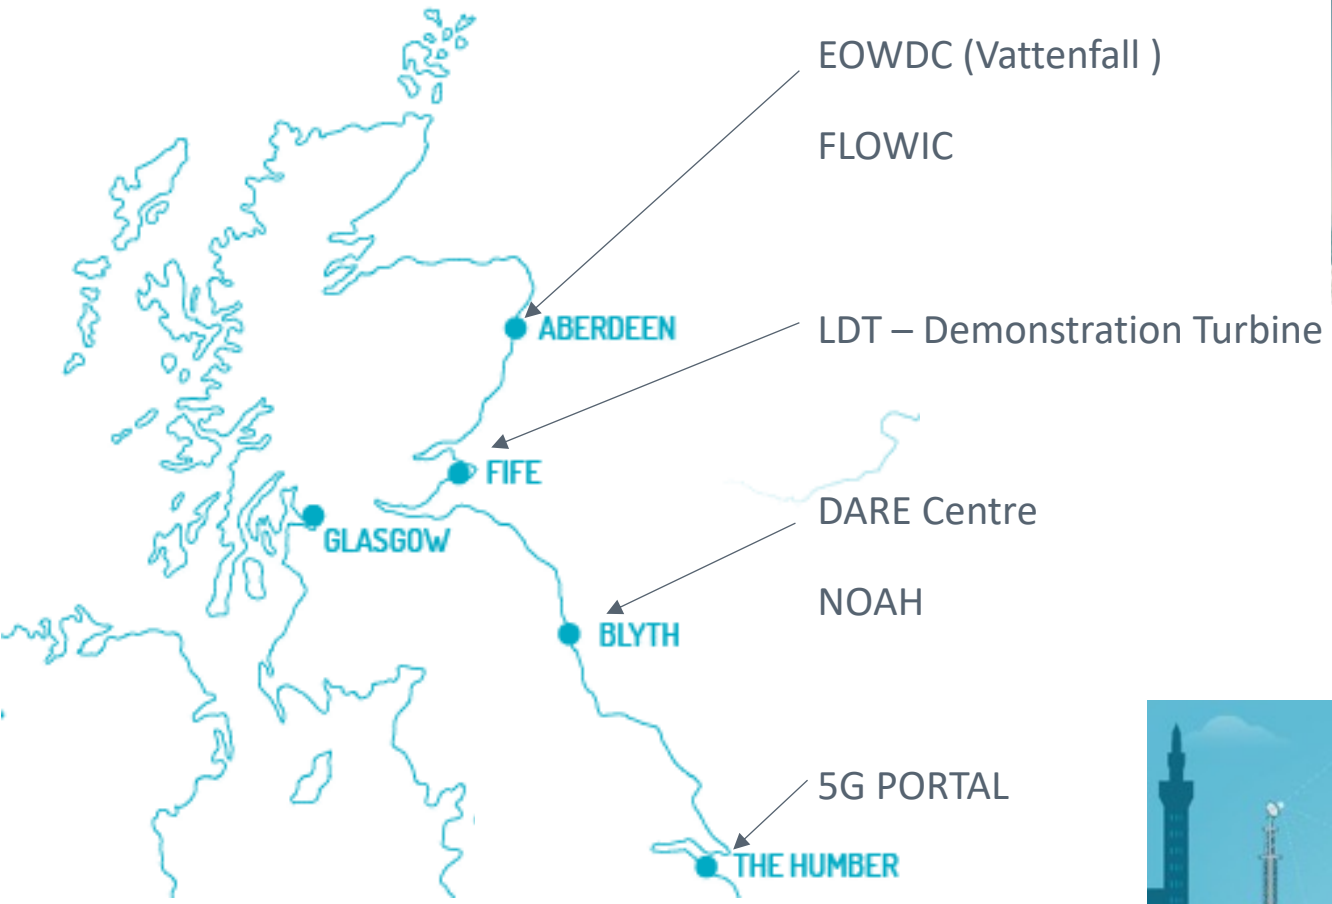 EOWDC (Vattenfall )
FLOWIC
ABERDEEN
LDT – Demonstration Turbine
FIFE
DARE Centre
GLASGOW
NOAH
BLYTH
5G PORTAL
THE HUMBER